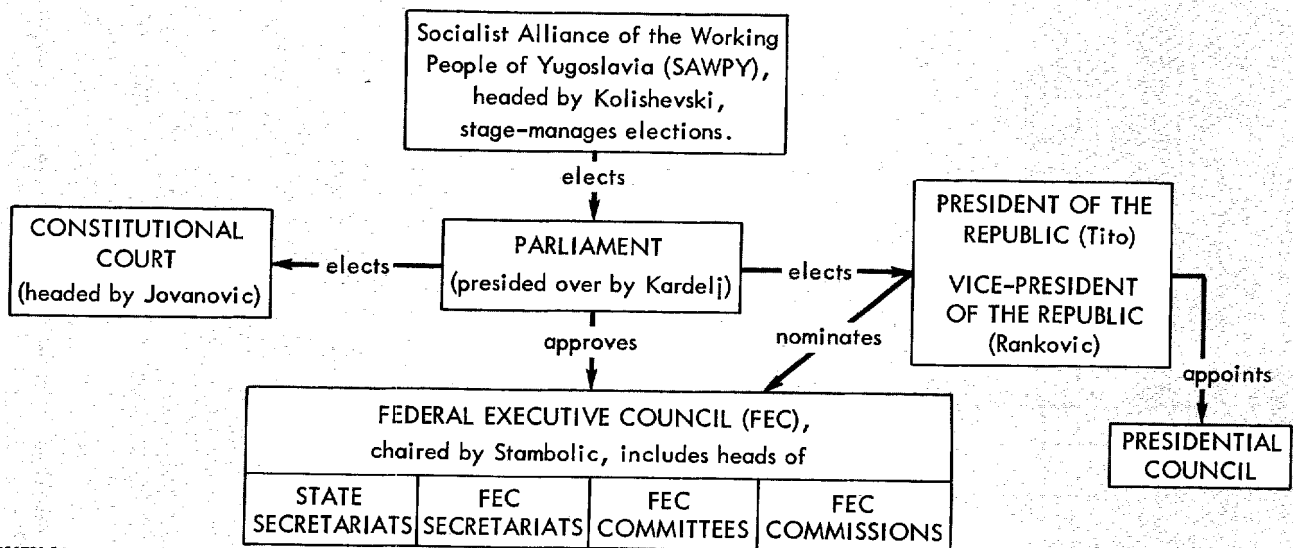 Socialist Alliance of the Working
People of Yugoslavia (SAWPY),
headed by Kolishevski,
stage-manages elections.
elects
CONSTITUTIONAL
COURT
(headed by Jovanovic)
elects
PARLIAMENT
(presided over by Kardelj)
elects
PRESIDENT OF THE
REPUBLIC (Tito)
VICE-PRESIDENT
OF THE REPUBLIC
(Rankovic)
approves
nominates
appoints
PRESIDENTIAL
COUNCIL
FEDERAL EXECUTIVE COUNCIL (FEC),
chaired by Stambolic, includes heads of
STATE
SECRETARIATS
FEC
SECRETARIATS
FEC
COMMITTEES
FEC
COMMISSIONS